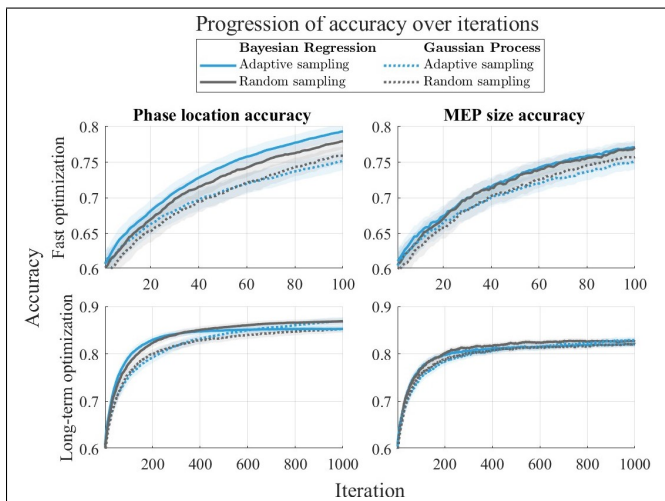 Progression of accuracy over iterations
Bayesian Regression Gaussian Process
Adaptive sampling Adaptive sampling
Random sampling Random sampling
Phase location accuracy MEP size accuracy
Accuracy
Fast optimization
0.8 0.8
0.75 0.75
0.7 0.7
0.65 0.65
0.6 0.6
20 40 60 80 100 20 40 60 80 100
Long-term optimization
0.9 0.9
0.8 0.8
0.7 0.7
0.6 0.6
200 400 600 800 1000 200 400 600 800 1000
Iteration